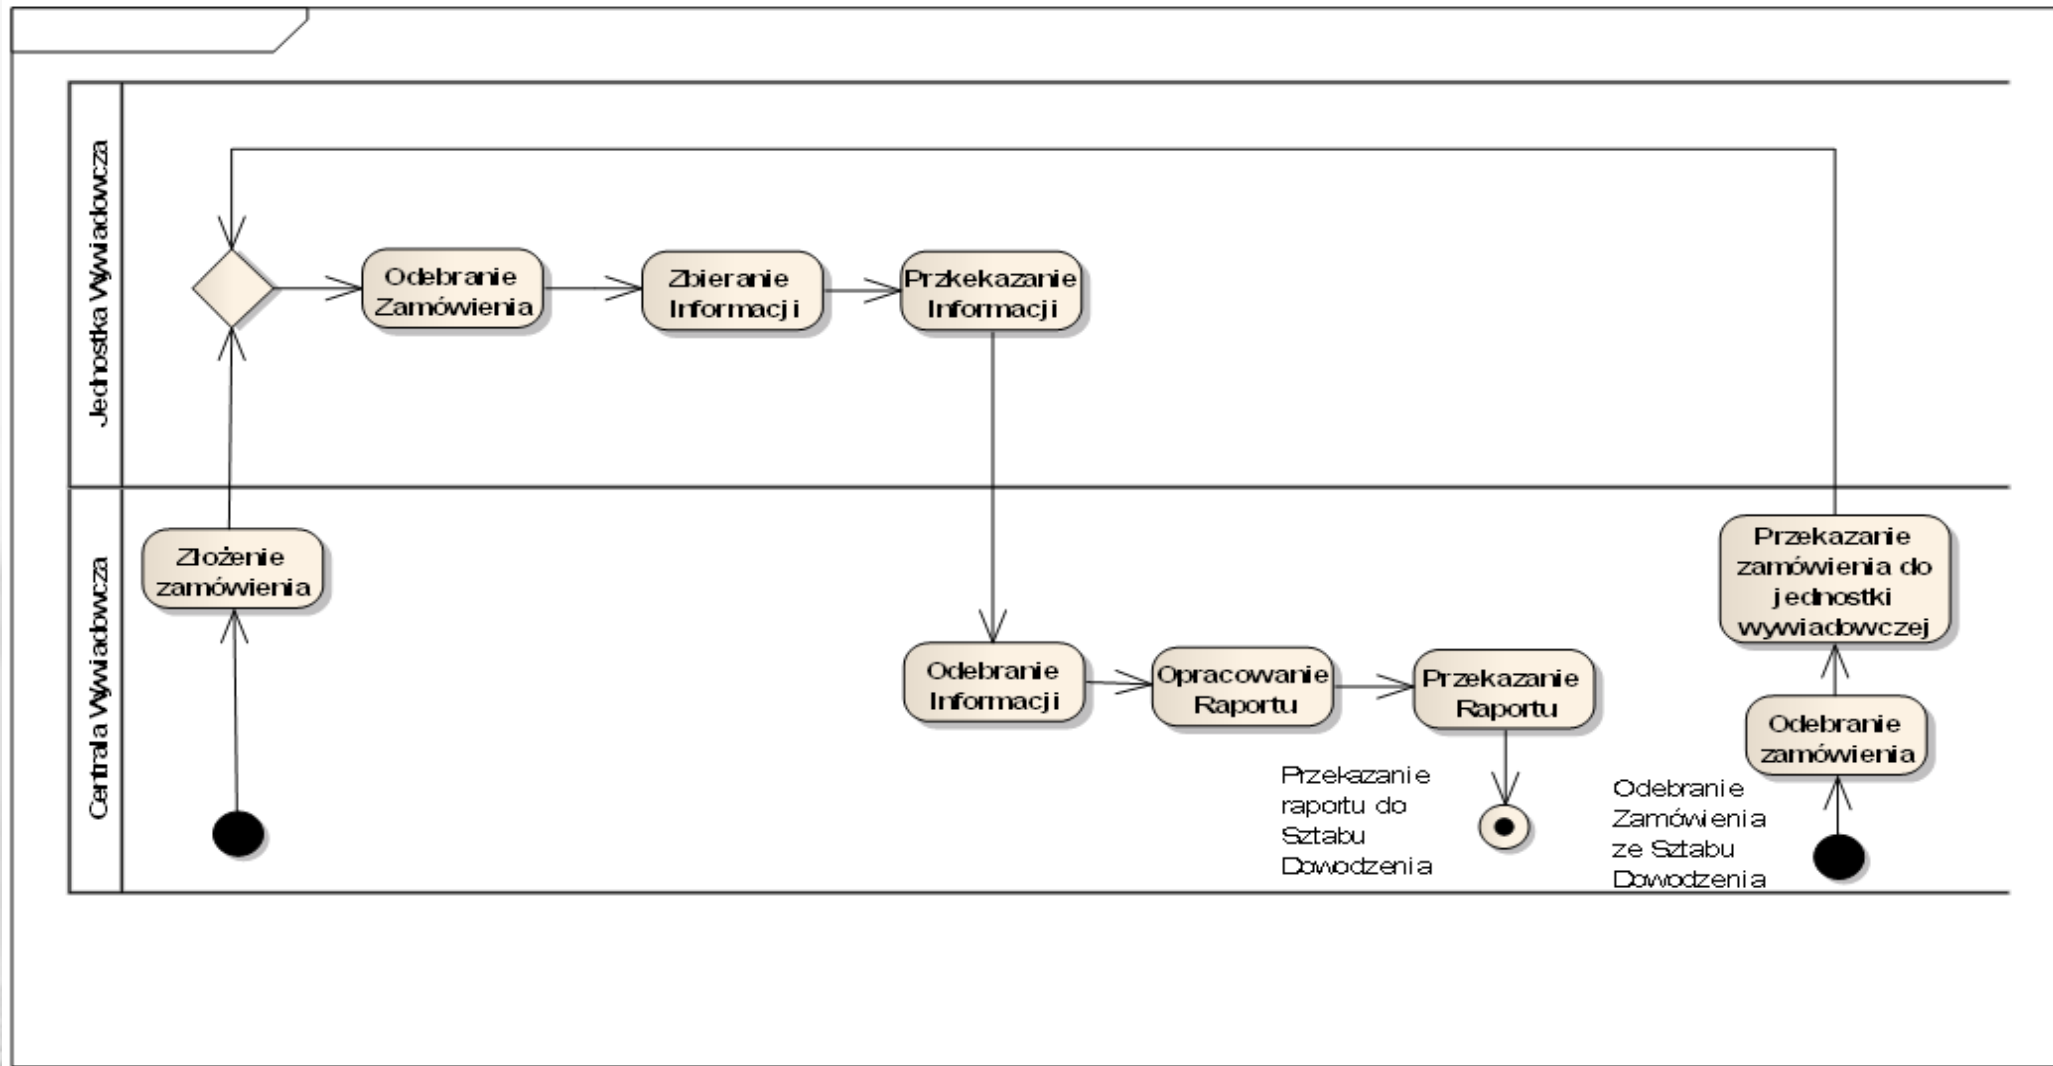 Jednostka Wywiadowcza
Odebranie
Zamówienia
Zbieranie
Informacji
Przkekazanie
Informacji
Centrala Wywiadowcza
Złożenie
zamówienia
Odebranie
Informacji
Opracowanie
Raportu
Przekazanie
Raportu
Przekazanie
raportu do
Sztabu
Dowodzenia
Przekazanie
zamówienia do
jednostki
wywiadowczej
Odebranie
zamówienia
Odebranie
Zamówienia
ze Sztabu
Dowodzenia